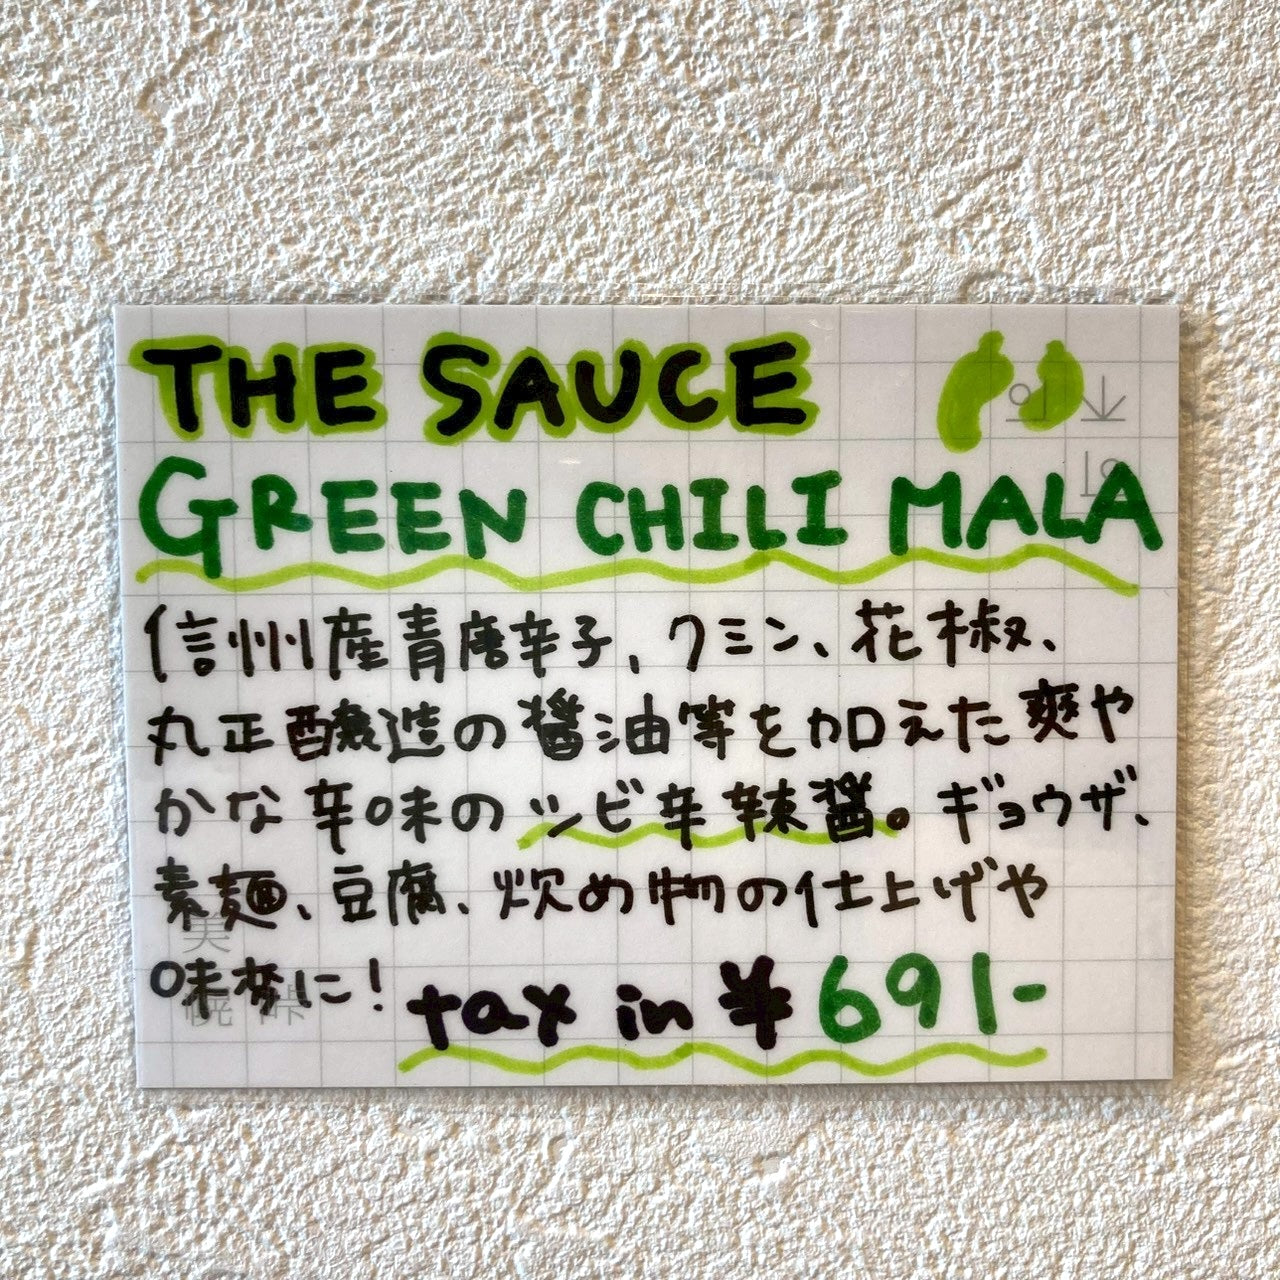 THE SAUCE
GREEN CHILI MALA
信州産青唐辛子、クミン、花椒、
丸正醸造の醤油等を加えた爽や
かな辛味のシビ辛辣醤。ギョウザ、
素麺、豆腐、炊め物の仕上げや
味変に!
tax in ¥691-